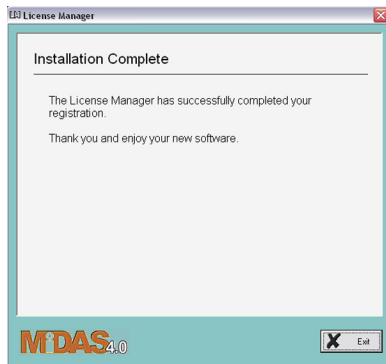 License Manager
Installation Complete
The License Manager has successfully completed your
registration.
Thank you and enjoy your new software.
MiDAS 4.0
Exit